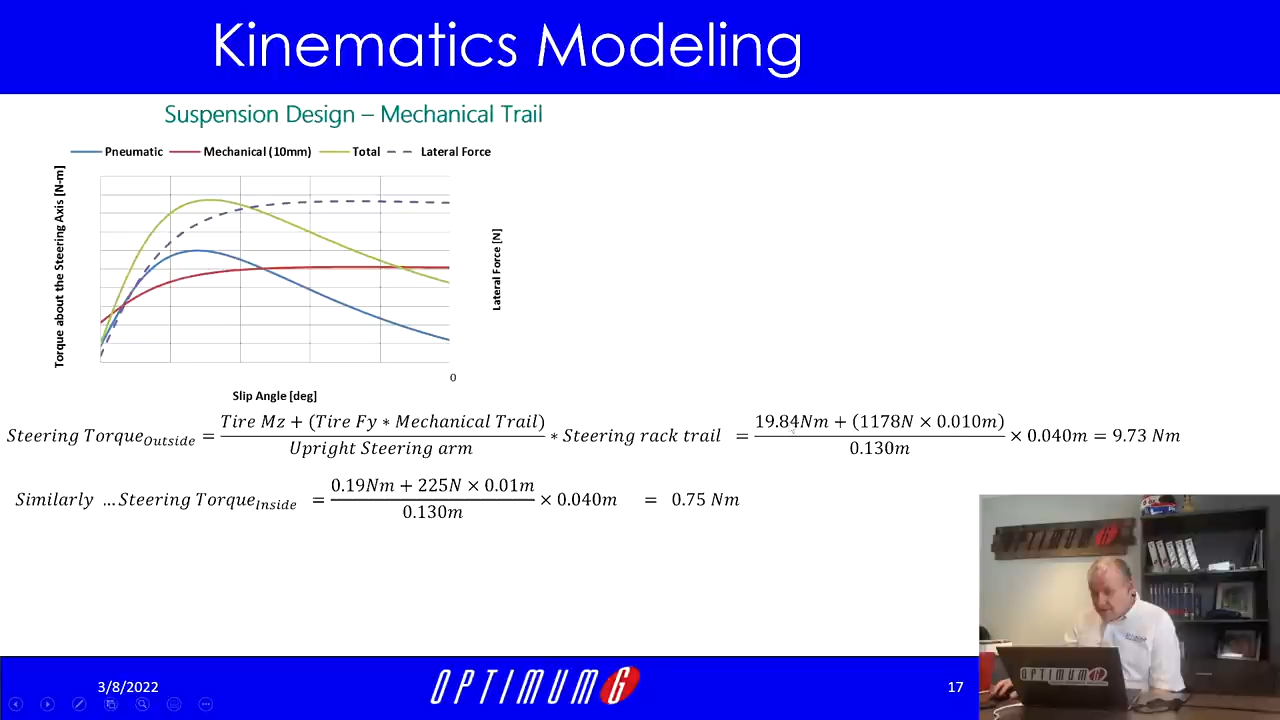 Kinematics Modeling
Suspension Design – Mechanical Trail
Pneumatic Mechanical (10mm) Total Lateral Force
Torque about the Steering Axis [N-m]
Lateral Force [N]
0
Slip Angle [deg]
Steering Torque_Outside = (Tire Mz + (Tire Fy * Mechanical Trail)) / (Upright Steering arm) * Steering rack trail = (19.84Nm + (1178N × 0.010m)) / (0.130m) × 0.040m = 9.73 Nm
Similarly ...Steering Torque_Inside = (0.19Nm + 225N × 0.01m) / (0.130m) × 0.040m = 0.75 Nm
OPTIMUM G
OPTIMUM G
3/8/2022
OPTIMUM G
17